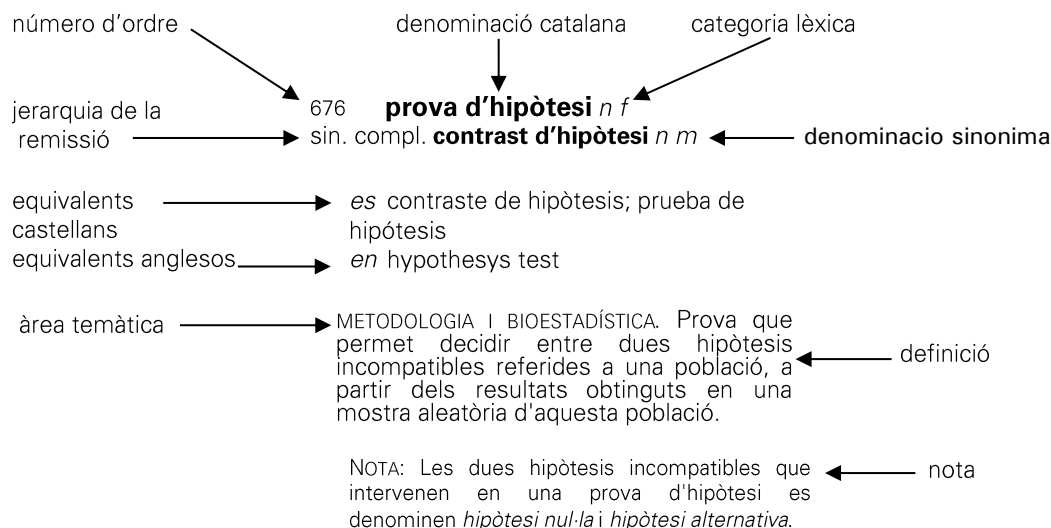 número d'ordre
denominació catalana
categoria lèxica
676 prova d'hipòtesi n f
jerarquia de la
remissió
sin. compl. contrast d'hipòtesi n m
denominacio sinonima
equivalents
castellans
es contraste de hipòtesis; prueba de
hipótesis
equivalents anglesos
en hypothesys test
àrea temàtica
METODOLOGIA I BIOESTADÍSTICA. Prova que
permet decidir entre dues hipòtesis
incompatibles referides a una població, a
partir dels resultats obtinguts en una
mostra aleatòria d'aquesta població.
definició
NOTA: Les dues hipòtesis incompatibles que
intervenen en una prova d'hipòtesi es
denominen hipòtesi nul·la i hipòtesi alternativa.
nota